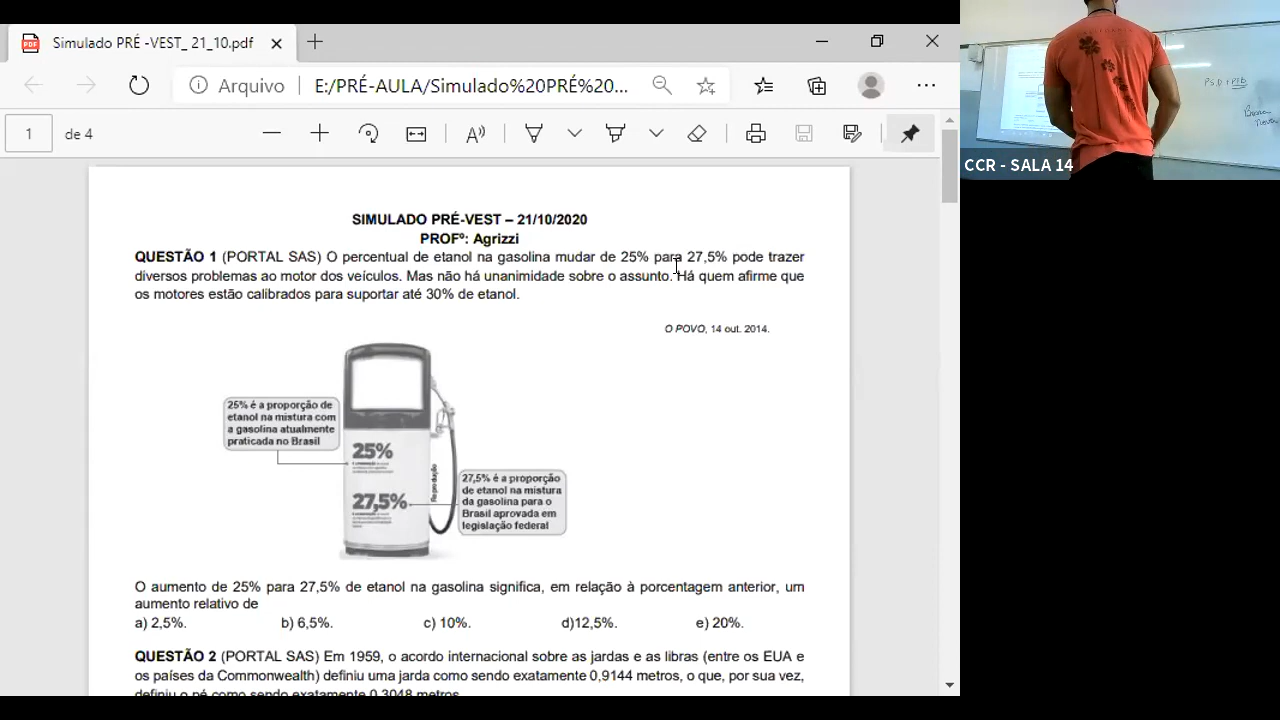 Simulado PRÉ -VEST_ 21_10.pdf
Arquivo
E:/PRÉ-AULA/Simulado%20PRÉ%20...
1
de 4
SIMULADO PRÉ-VEST – 21/10/2020
PROFº: Agrizzi
QUESTÃO 1 (PORTAL SAS) O percentual de etanol na gasolina mudar de 25% para 27,5% pode trazer
diversos problemas ao motor dos veículos. Mas não há unanimidade sobre o assunto. Há quem afirme que
os motores estão calibrados para suportar até 30% de etanol.
O POVO, 14 out. 2014.
25% é a proporção de
etanol na mistura com
a gasolina atualmente
praticada no Brasil
25%
27,5%
Reprodução
27,5% é a proporção
de etanol na mistura
da gasolina para o
Brasil aprovada em
legislação federal
O aumento de 25% para 27,5% de etanol na gasolina significa, em relação à porcentagem anterior, um
aumento relativo de
a) 2,5%. b) 6,5%. c) 10%. d)12,5%. e) 20%.
QUESTÃO 2 (PORTAL SAS) Em 1959, o acordo internacional sobre as jardas e as libras (entre os EUA e
os países da Commonwealth) definiu uma jarda como sendo exatamente 0,9144 metros, o que, por sua vez,
definiu o pé como sendo exatamente 0,3048 metros
CCR - SALA 14